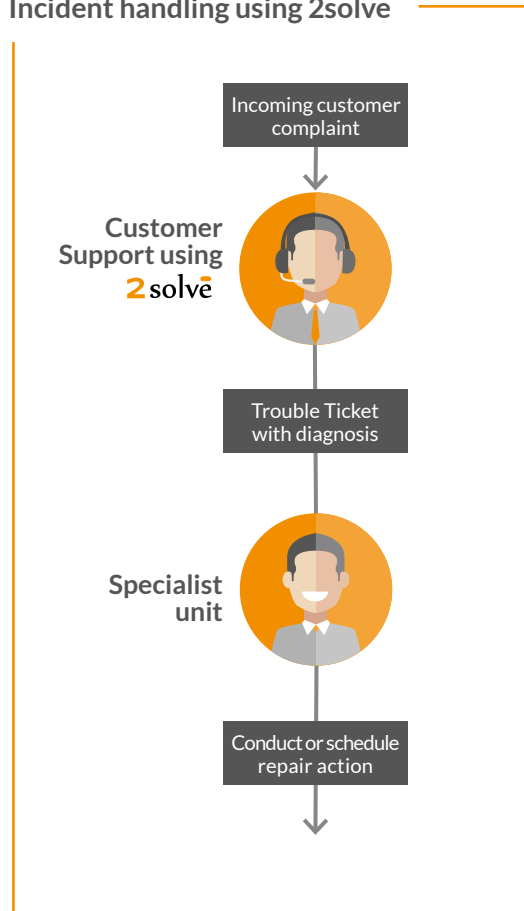 Incident handling using 2solve
Incoming customer
complaint
Customer
Support using
2solve
Trouble Ticket
with diagnosis
Specialist
unit
Conduct or schedule
repair action